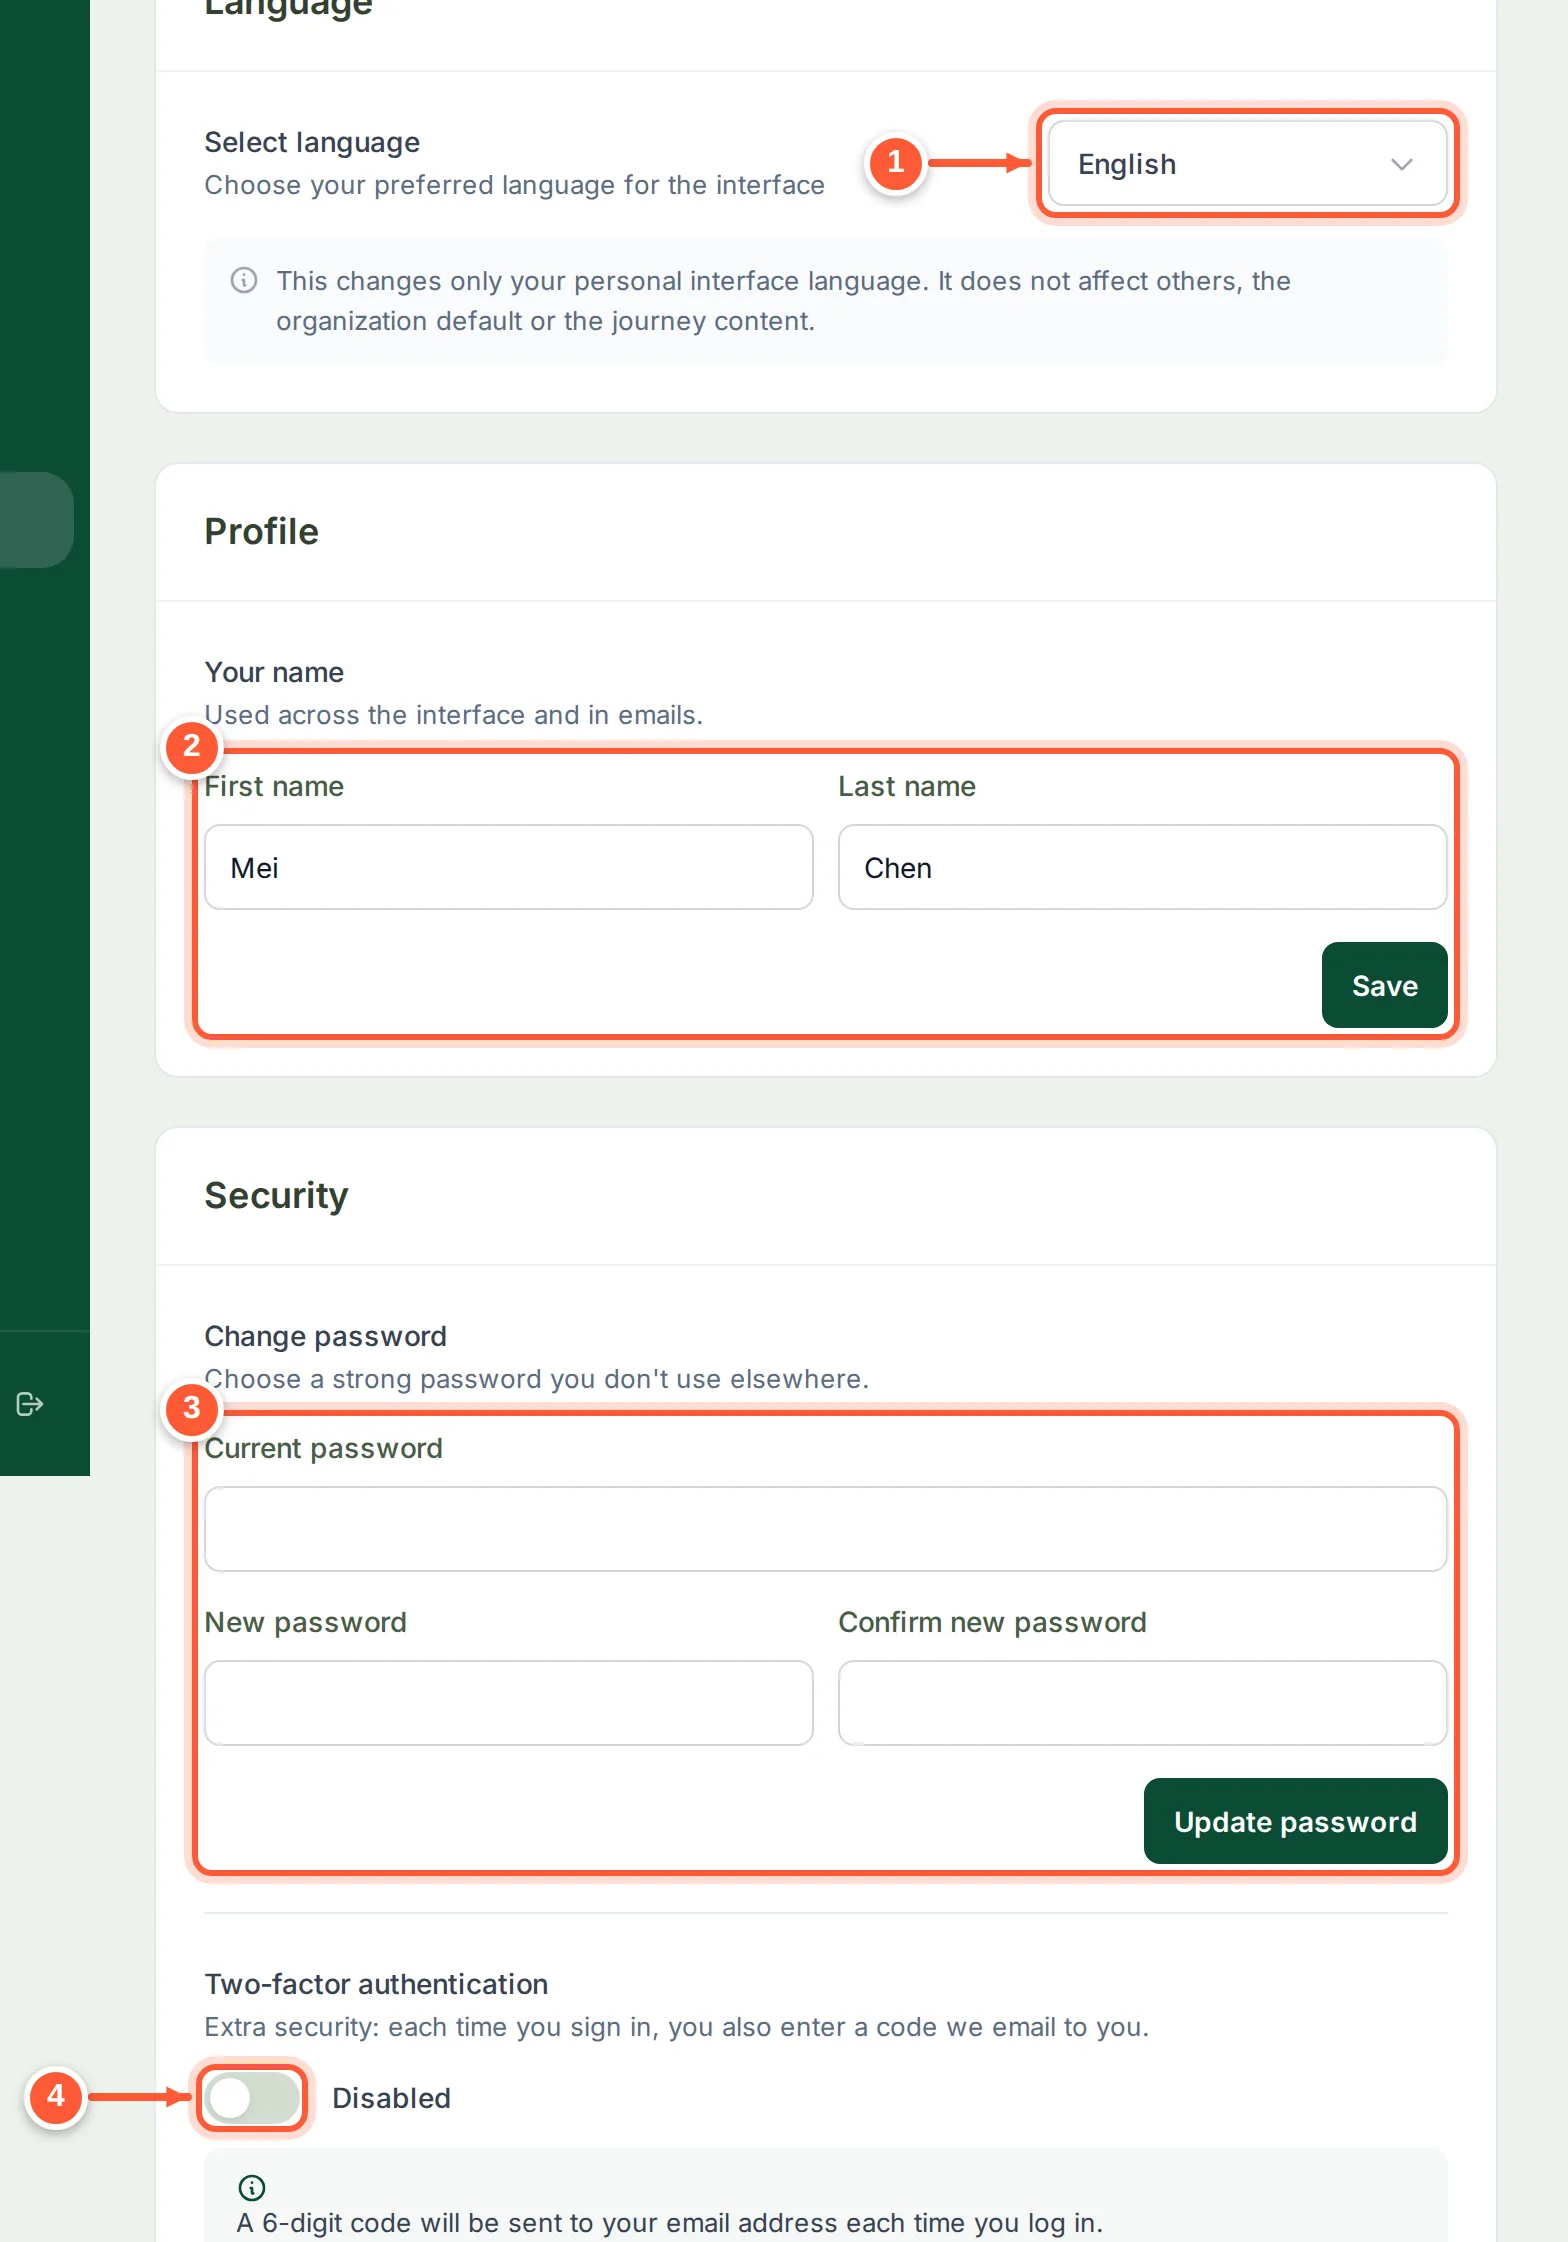 Language
Select language
Choose your preferred language for the interface
1
English
This changes only your personal interface language. It does not affect others, the
organization default or the journey content.
Profile
Your name
Used across the interface and in emails.
2
First name
Last name
Mei
Chen
Save
Security
Change password
Choose a strong password you don't use elsewhere.
3
Current password
New password
Confirm new password
Update password
Two-factor authentication
Extra security: each time you sign in, you also enter a code we email to you.
4
Disabled
A 6-digit code will be sent to your email address each time you log in.